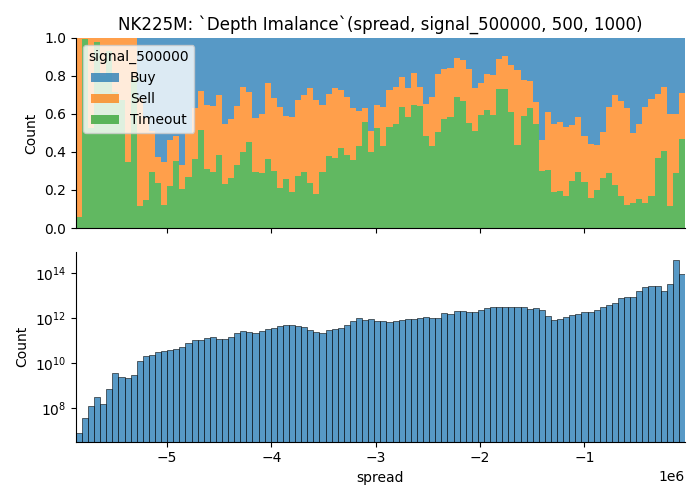 NK225M: `Depth Imalance`(spread, signal_500000, 500, 1000)
1.0
0.8
0.6
0.4
0.2
0.0
Count
signal_500000
Buy
Sell
Timeout
10^14
10^12
10^10
10^8
Count
−5
−4
−3
−2
−1
1e6
spread